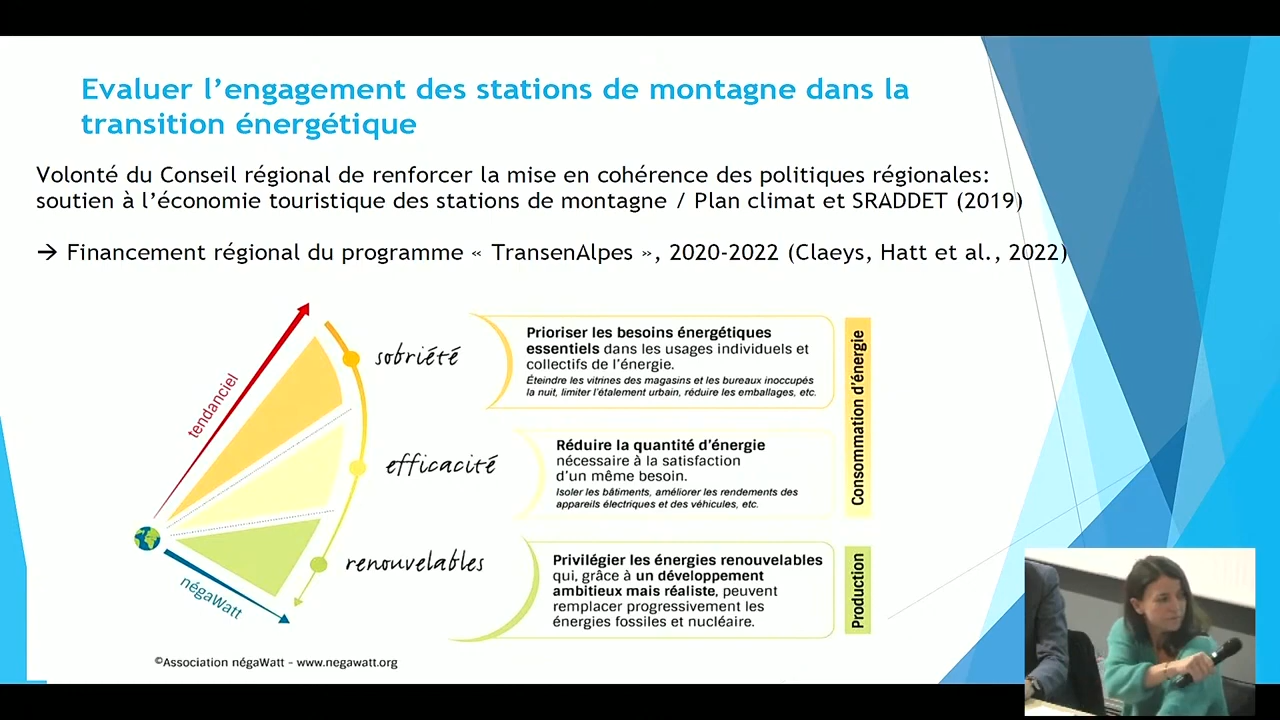 Evaluer l’engagement des stations de montagne dans la
transition énergétique
Volonté du Conseil régional de renforcer la mise en cohérence des politiques régionales:
soutien à l’économie touristique des stations de montagne / Plan climat et SRADDET (2019)
→ Financement régional du programme « TransenAlpes », 2020-2022 (Claeys, Hatt et al., 2022)
tendanciel
négaWatt
sobriété
Prioriser les besoins énergétiques
essentiels dans les usages individuels et
collectifs de l’énergie.
Éteindre les vitrines des magasins et les bureaux inoccupés
la nuit, limiter l’étalement urbain, réduire les emballages, etc.
efficacité
Réduire la quantité d’énergie
nécessaire à la satisfaction
d’un même besoin.
Isoler les bâtiments, améliorer les rendements des
appareils électriques et des véhicules, etc.
Consommation d’énergie
renouvelables
Privilégier les énergies renouvelables
qui, grâce à un développement
ambitieux mais réaliste, peuvent
remplacer progressivement les
énergies fossiles et nucléaire.
Production
©Association négaWatt - www.negawatt.org